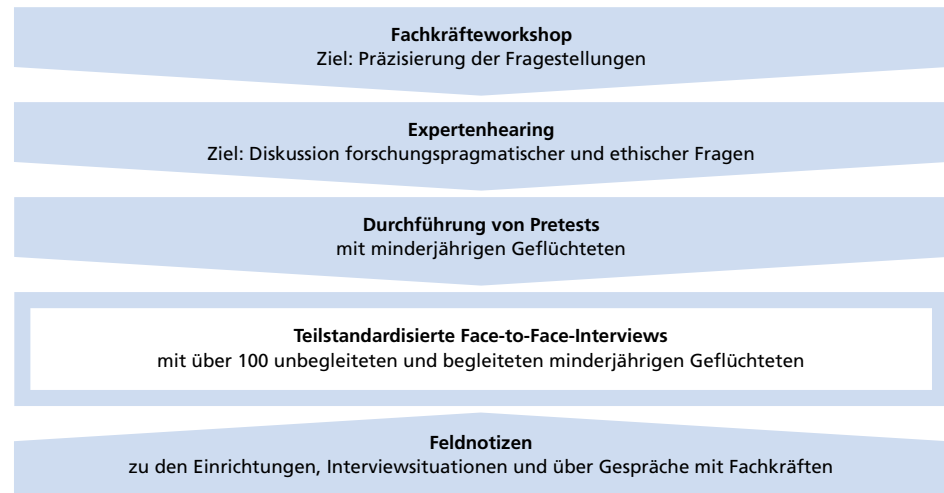 Fachkräfteworkshop
Ziel: Präzisierung der Fragestellungen
Expertenhearing
Ziel: Diskussion forschungspragmatischer und ethischer Fragen
Durchführung von Pretests
mit minderjährigen Geflüchteten
Teilstandardisierte Face-to-Face-Interviews
mit über 100 unbegleiteten und begleiteten minderjährigen Geflüchteten
Feldnotizen
zu den Einrichtungen, Interviewsituationen und über Gespräche mit Fachkräften